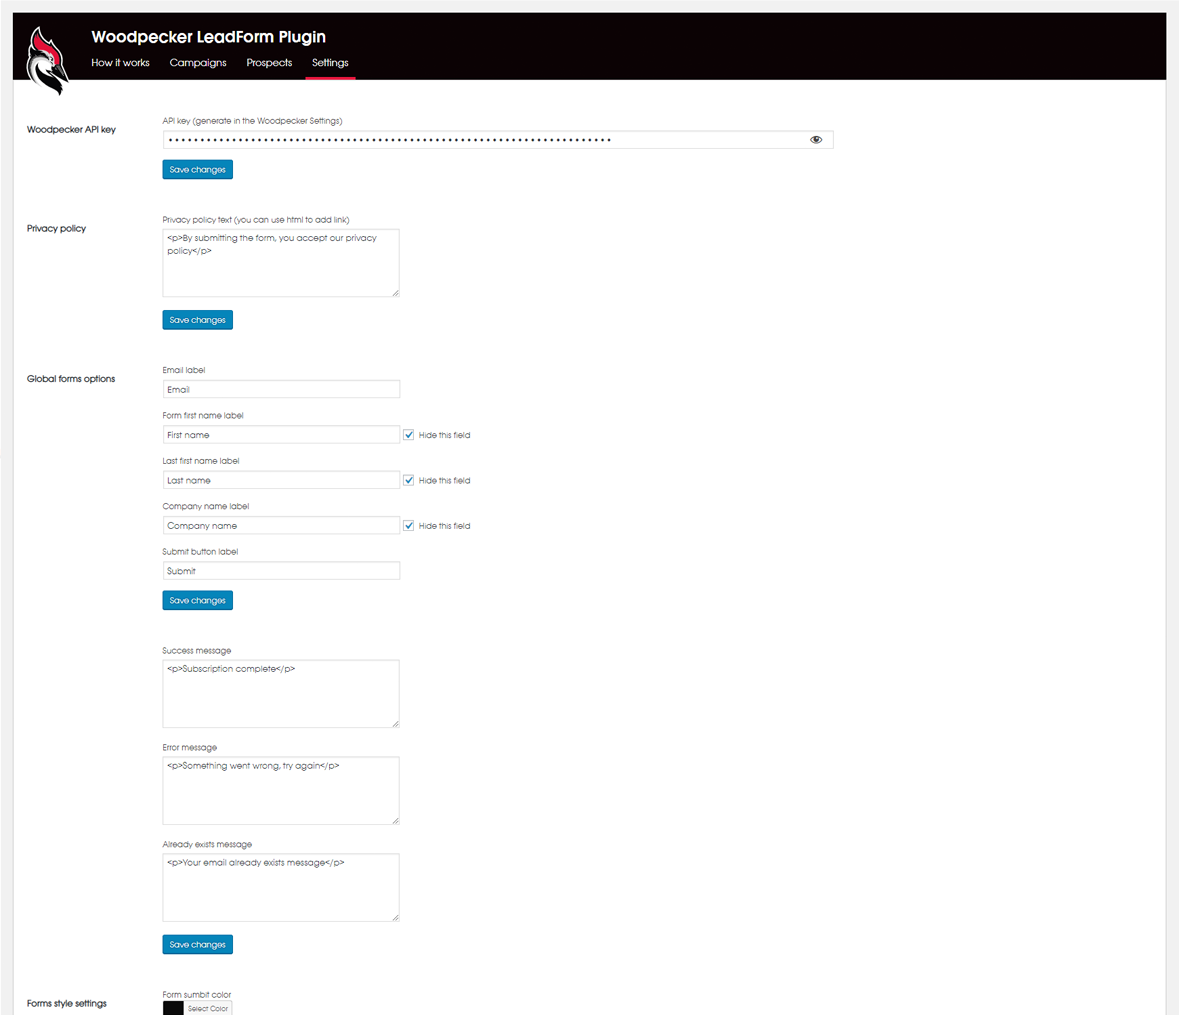 Woodpecker LeadForm Plugin
How it works Campaigns Prospects Settings
Woodpecker API key
API key (generate in the Woodpecker Settings)
Save changes
Privacy policy
Privacy policy text (you can use html to add link)
<p>By submitting the form, you accept our privacy
policy</p>
Save changes
Global forms options
Email label
Email
Form first name label
First name Hide this field
Last first name label
Last name Hide this field
Company name label
Company name Hide this field
Submit button label
Submit
Save changes
Success message
<p>Subscription complete</p>
Error message
<p>Something went wrong, try again</p>
Already exists message
<p>Your email already exists message</p>
Save changes
Forms style settings
Form sumbit color
Select Color